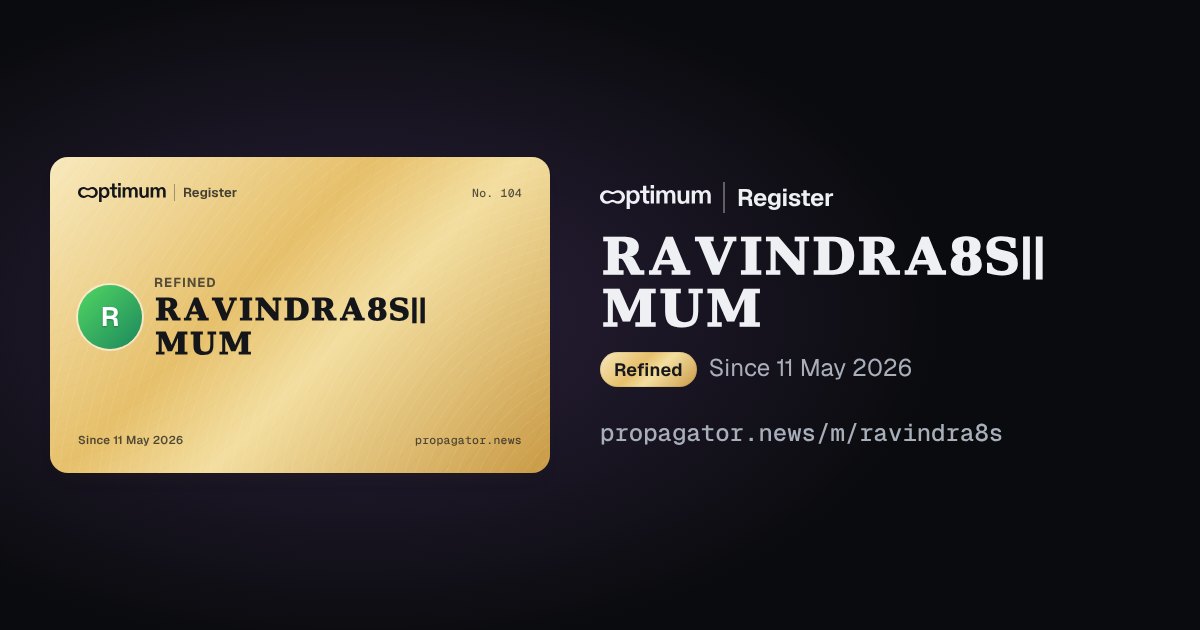 optimum | Register
No. 104
REFINED
R
RAVINDRA8S||
MUM
Since 11 May 2026
propagator.news
optimum | Register
RAVINDRA8S||
MUM
Refined Since 11 May 2026
propagator.news/m/ravindra8s